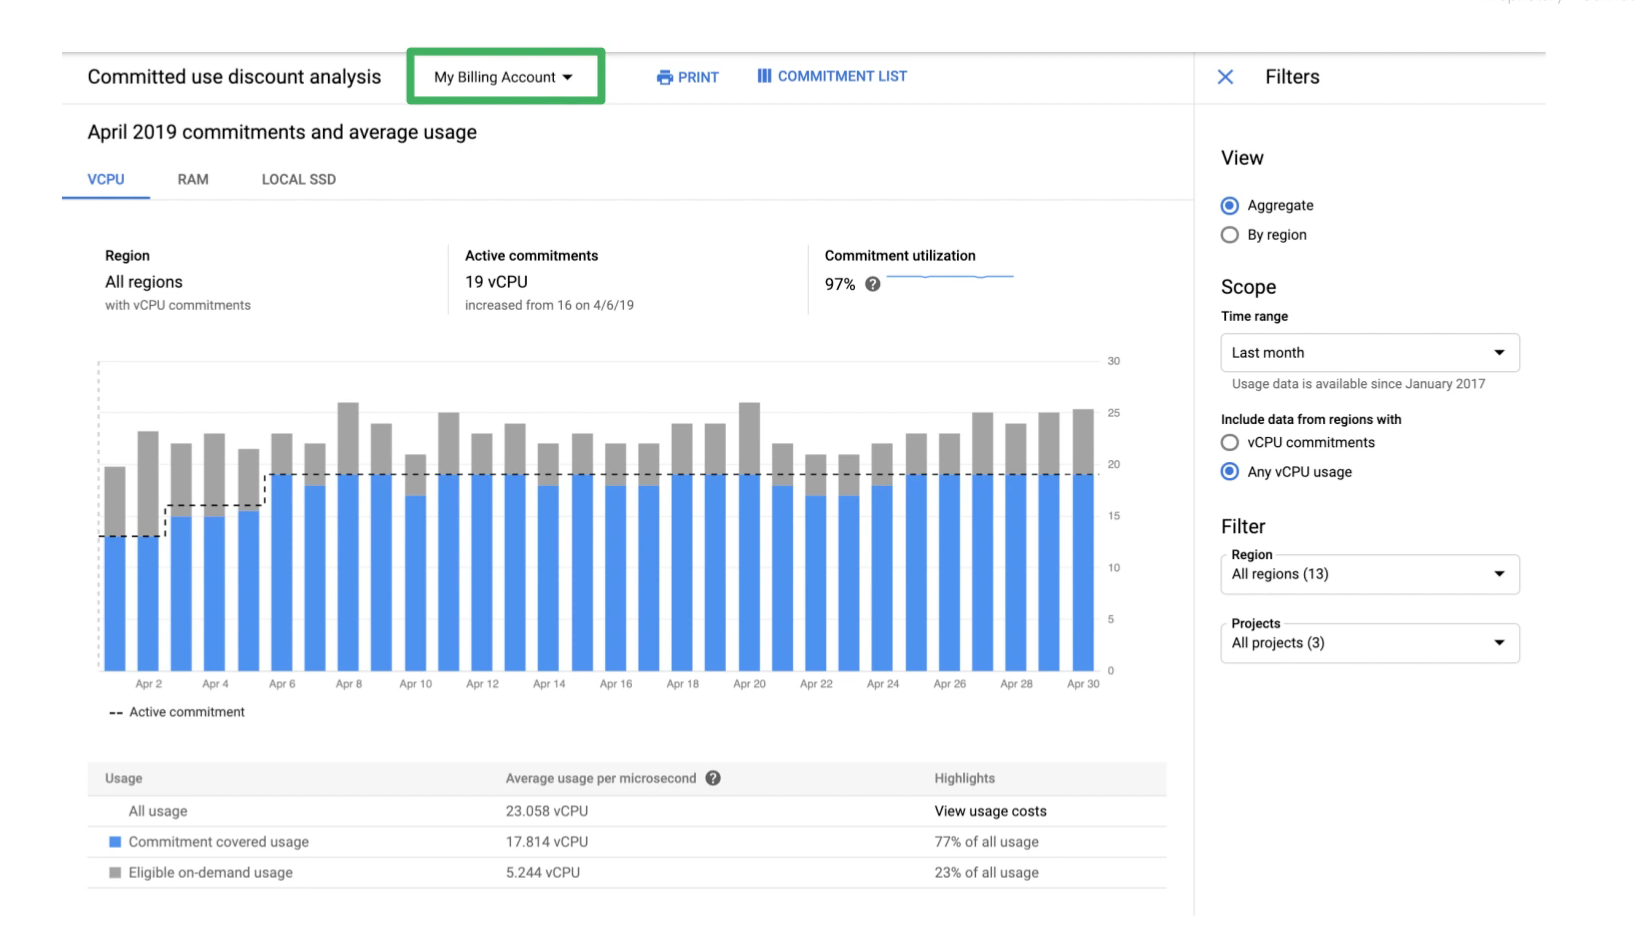 Committed use discount analysis My Billing Account PRINT COMMITMENT LIST
April 2019 commitments and average usage
VCPU RAM LOCAL SSD
Region Active commitments Commitment utilization
All regions 19 vCPU 97%
with vCPU commitments increased from 16 on 4/6/19
30
25
20
15
10
5
0
Apr 2 Apr 4 Apr 6 Apr 8 Apr 10 Apr 12 Apr 14 Apr 16 Apr 18 Apr 20 Apr 22 Apr 24 Apr 26 Apr 28 Apr 30
-- Active commitment
Usage Average usage per microsecond Highlights
All usage 23.058 vCPU View usage costs
Commitment covered usage 17.814 vCPU 77% of all usage
Eligible on-demand usage 5.244 vCPU 23% of all usage
Filters
View
Aggregate
By region
Scope
Time range
Last month
Usage data is available since January 2017
Include data from regions with
vCPU commitments
Any vCPU usage
Filter
Region
All regions (13)
Projects
All projects (3)